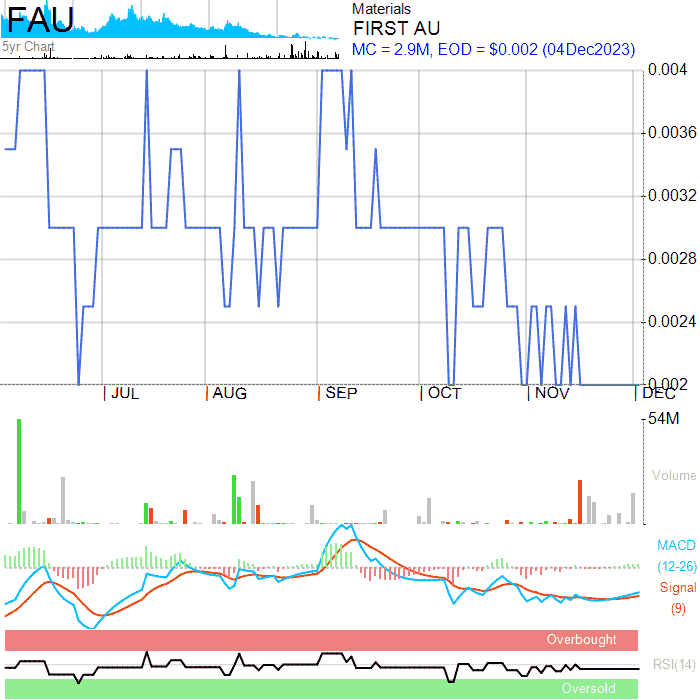 FAU
Materials
FIRST AU
5yr Chart
MC = 2.9M, EOD = $0.002 (04Dec2023)
0.004
0.0036
0.0032
0.0028
0.0024
0.002
JUL
AUG
SEP
OCT
NOV
DEC
54M
Volume
MACD
(12-26)
Signal
(9)
Overbought
RSI(14)
Oversold